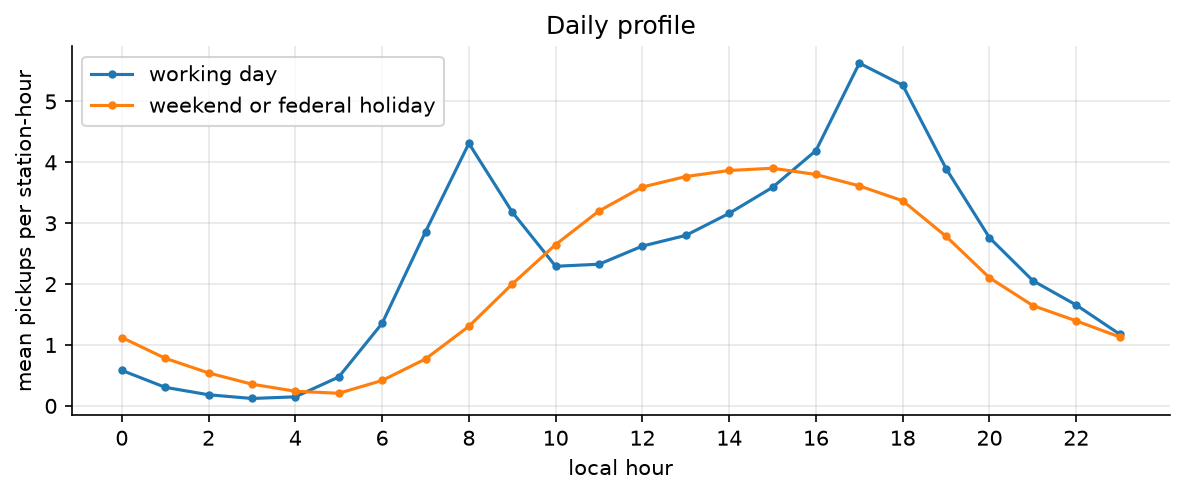 Daily profile
working day
weekend or federal holiday
mean pickups per station-hour
5
4
3
2
1
0
0 2 4 6 8 10 12 14 16 18 20 22
local hour